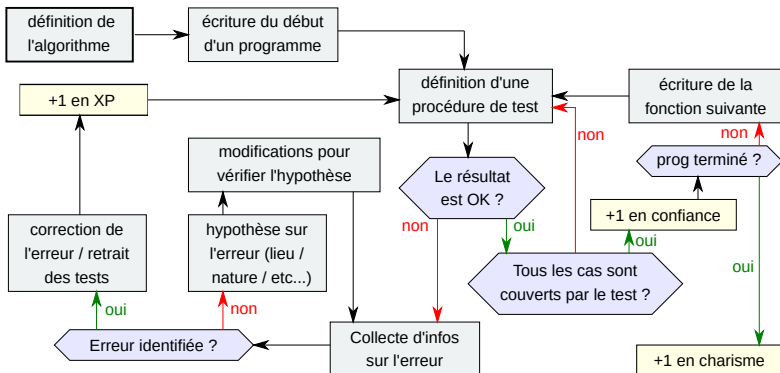 définition de
l'algorithme
écriture du début
d'un programme
+1 en XP
définition d'une
procédure de test
écriture de la
fonction suivante
non
non
modifications pour
vérifier l'hypothèse
Le résultat
est OK ?
prog terminé ?
+1 en confiance
correction de
l'erreur / retrait
des tests
hypothèse sur
l'erreur (lieu /
nature / etc...)
non
oui
oui
oui
Tous les cas sont
couverts par le test ?
oui
non
Erreur identifiée ?
Collecte d'infos
sur l'erreur
+1 en charisme